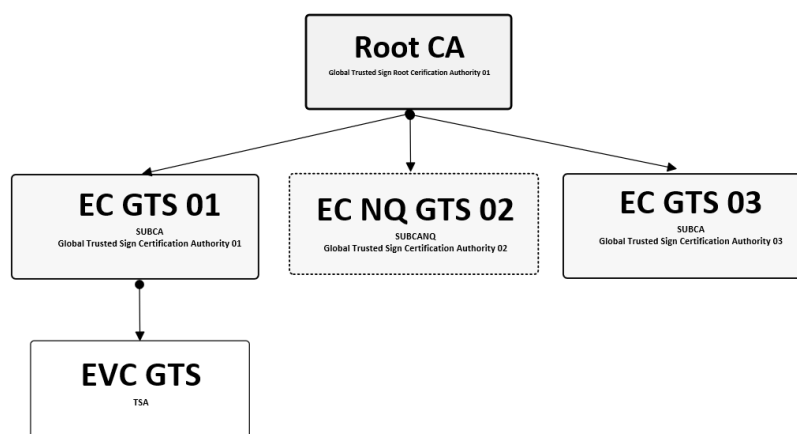 Root CA
Global Trusted Sign Root Cerification Authority 01
EC GTS 01
SUBCA
Global Trusted Sign Certification Authority 01
EC NQ GTS 02
SUBCANQ
Global Trusted Sign Certification Authority 02
EC GTS 03
SUBCA
Global Trusted Sign Certification Authority 03
EVC GTS
TSA